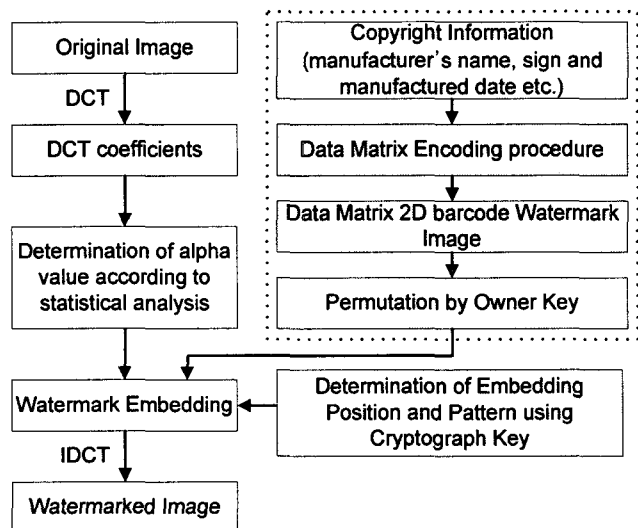 Original Image
DCT
DCT coefficients
Determination of alpha
value according to
statistical analysis
Copyright Information
(manufacturer's name, sign and
manufactured date etc.)
Data Matrix Encoding procedure
Data Matrix 2D barcode Watermark
Image
Permutation by Owner Key
Watermark Embedding
Determination of Embedding
Position and Pattern using
Cryptograph Key
IDCT
Watermarked Image